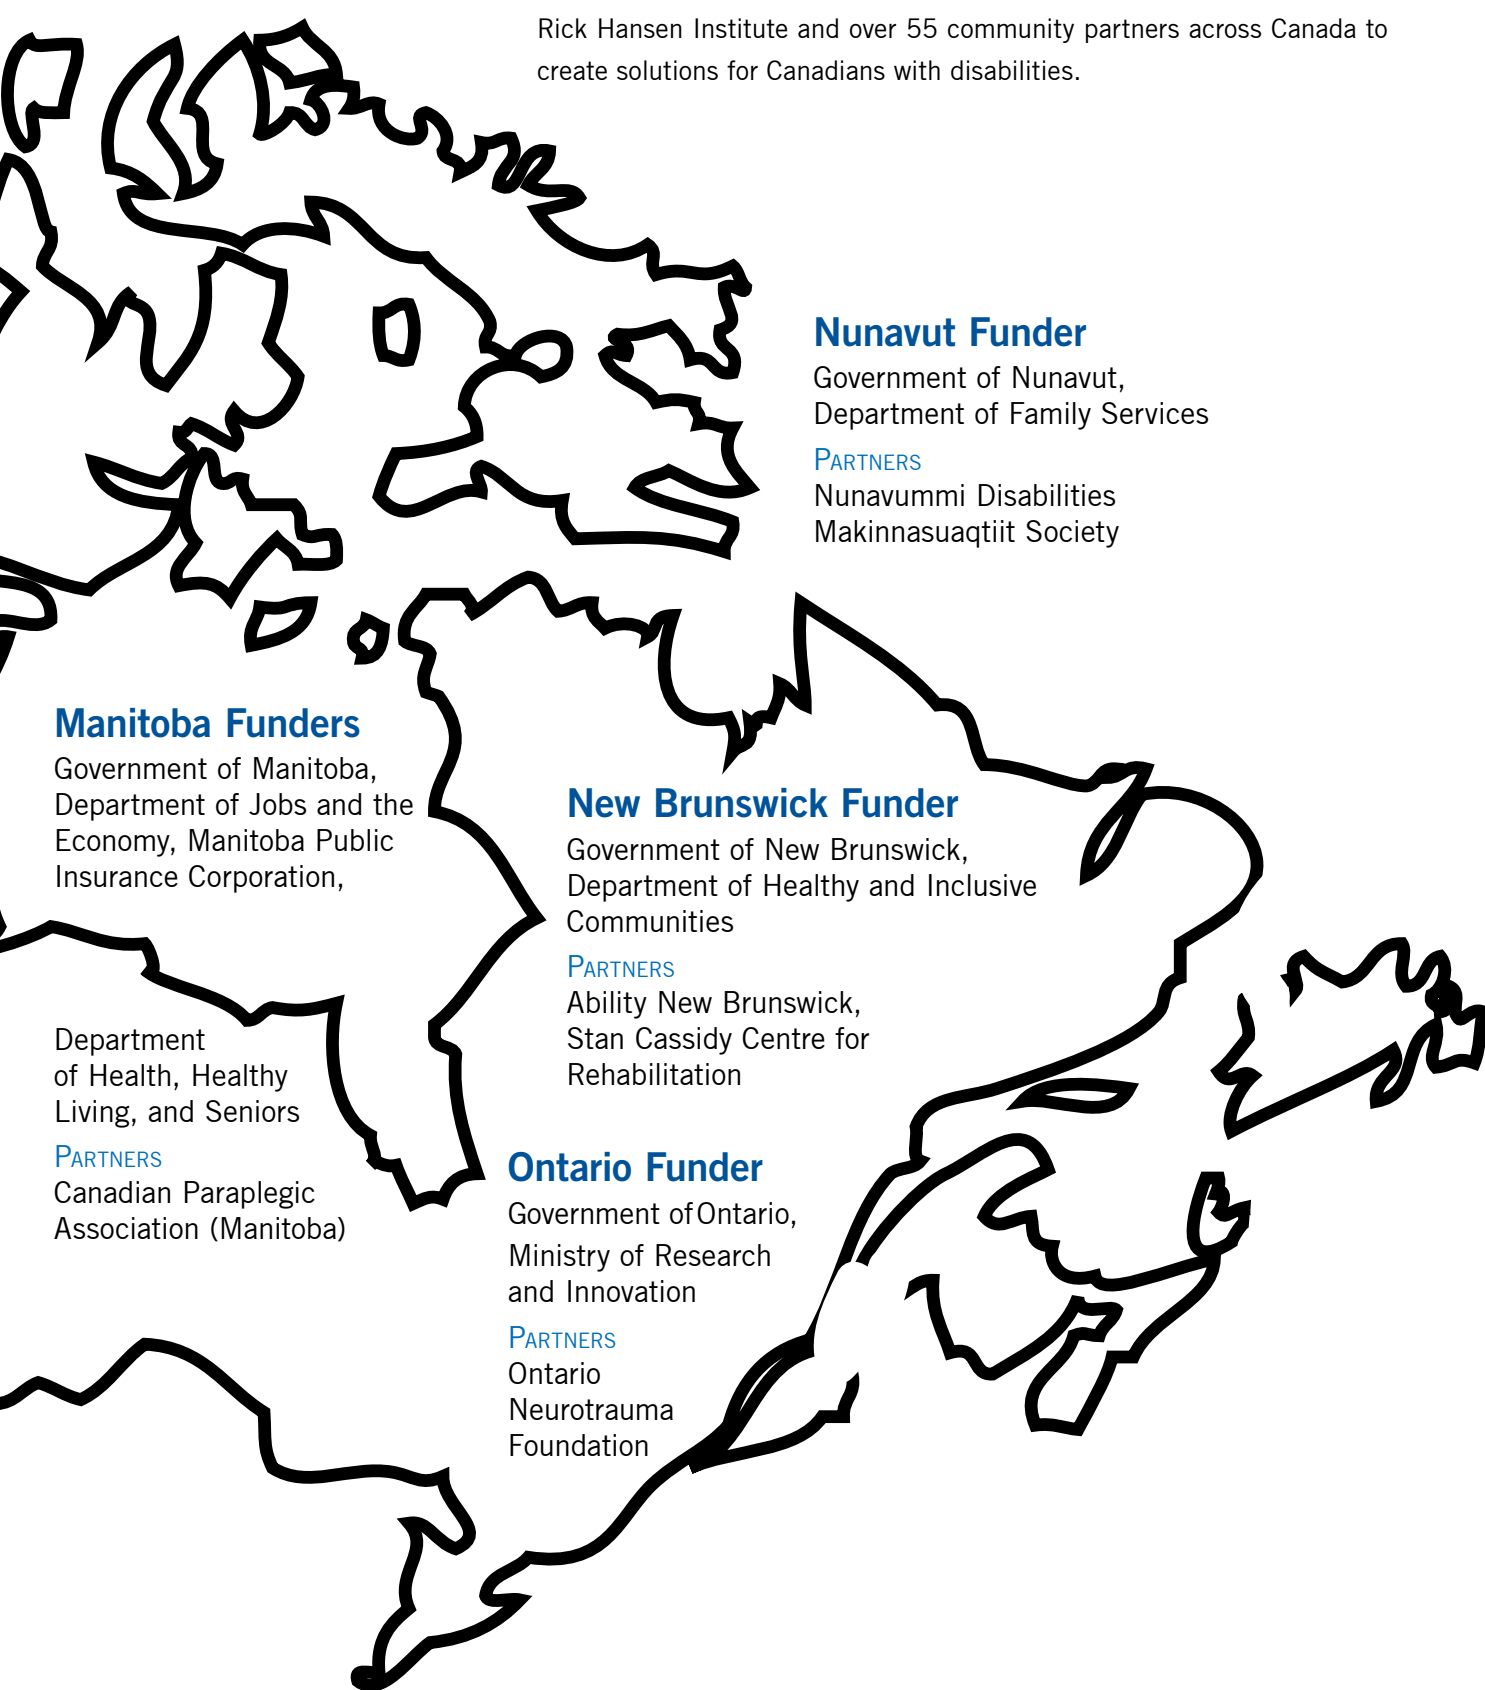 Rick Hansen Institute and over 55 community partners across Canada to
create solutions for Canadians with disabilities.
Nunavut Funder
Government of Nunavut,
Department of Family Services
Partners
Nunavummi Disabilities
Makinnasuaqtiit Society
Manitoba Funders
Government of Manitoba,
Department of Jobs and the
Economy, Manitoba Public
Insurance Corporation,
Department
of Health, Healthy
Living, and Seniors
Partners
Canadian Paraplegic
Association (Manitoba)
New Brunswick Funder
Government of New Brunswick,
Department of Healthy and Inclusive
Communities
Partners
Ability New Brunswick,
Stan Cassidy Centre for
Rehabilitation
Ontario Funder
Government of Ontario,
Ministry of Research
and Innovation
Partners
Ontario
Neurotrauma
Foundation